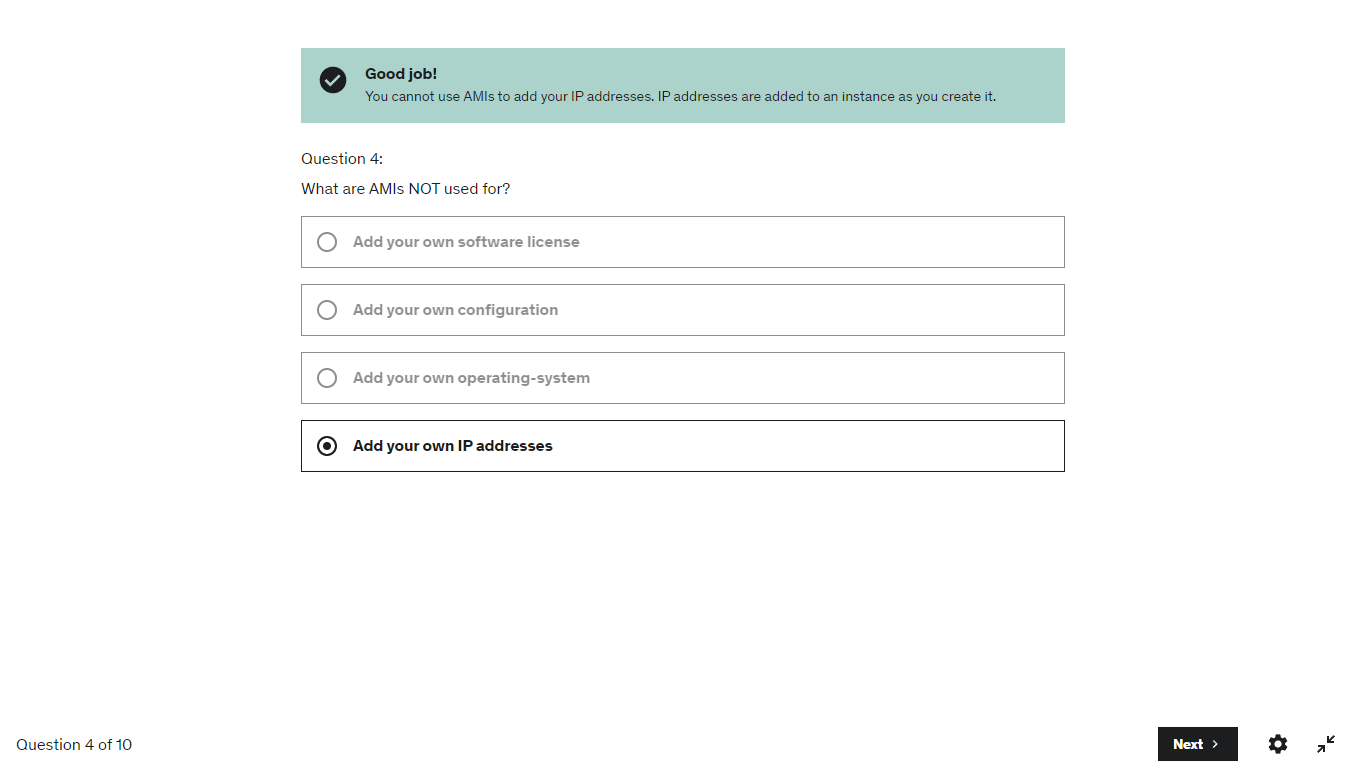 Good job!
You cannot use AMIs to add your IP addresses. IP addresses are added to an instance as you create it.
Question 4:
What are AMIs NOT used for?
Add your own software license
Add your own configuration
Add your own operating-system
Add your own IP addresses
Question 4 of 10
Next